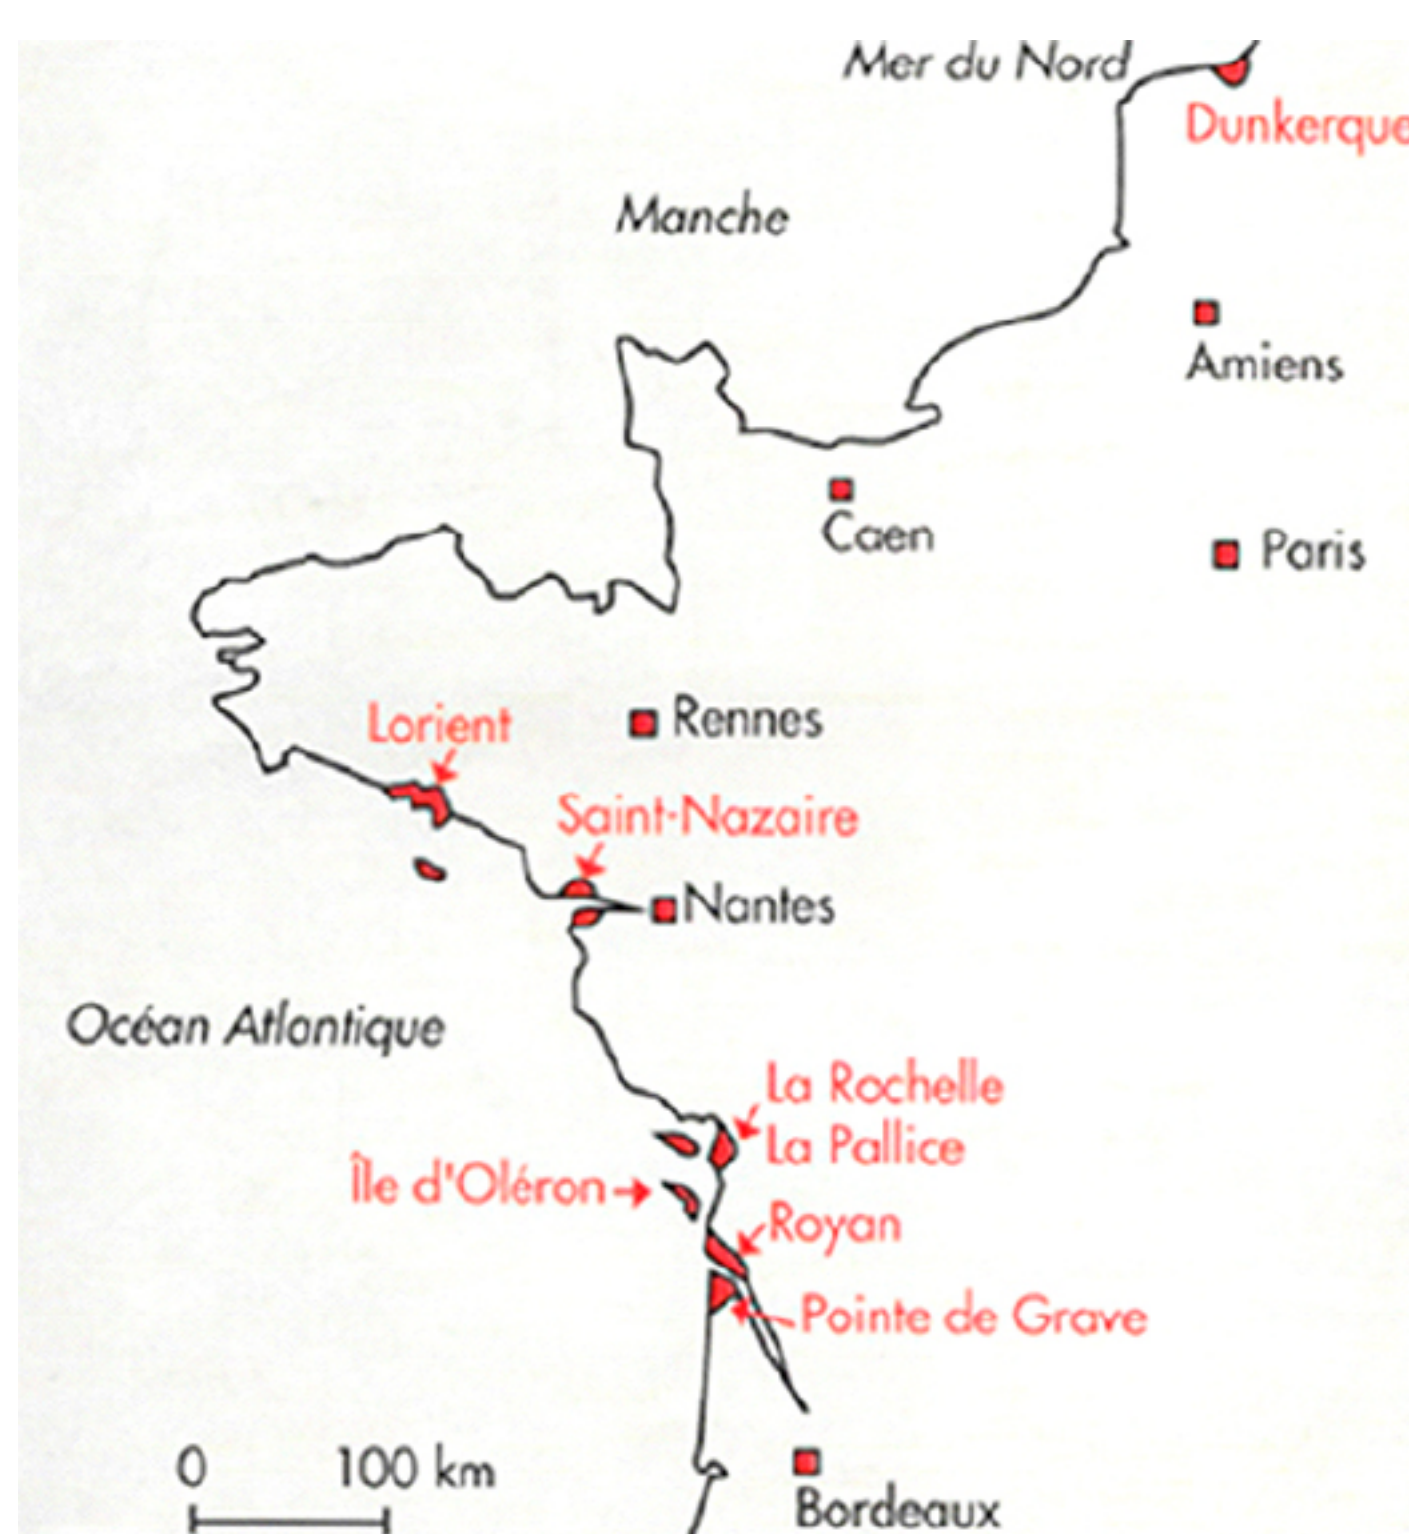 Mer du Nord
Dunkerque
Manche
Amiens
Caen
Paris
Lorient
Rennes
Saint-Nazaire
Nantes
Océan Atlantique
La Rochelle
La Pallice
Île d'Oléron
Royan
Pointe de Grave
0 100 km
Bordeaux